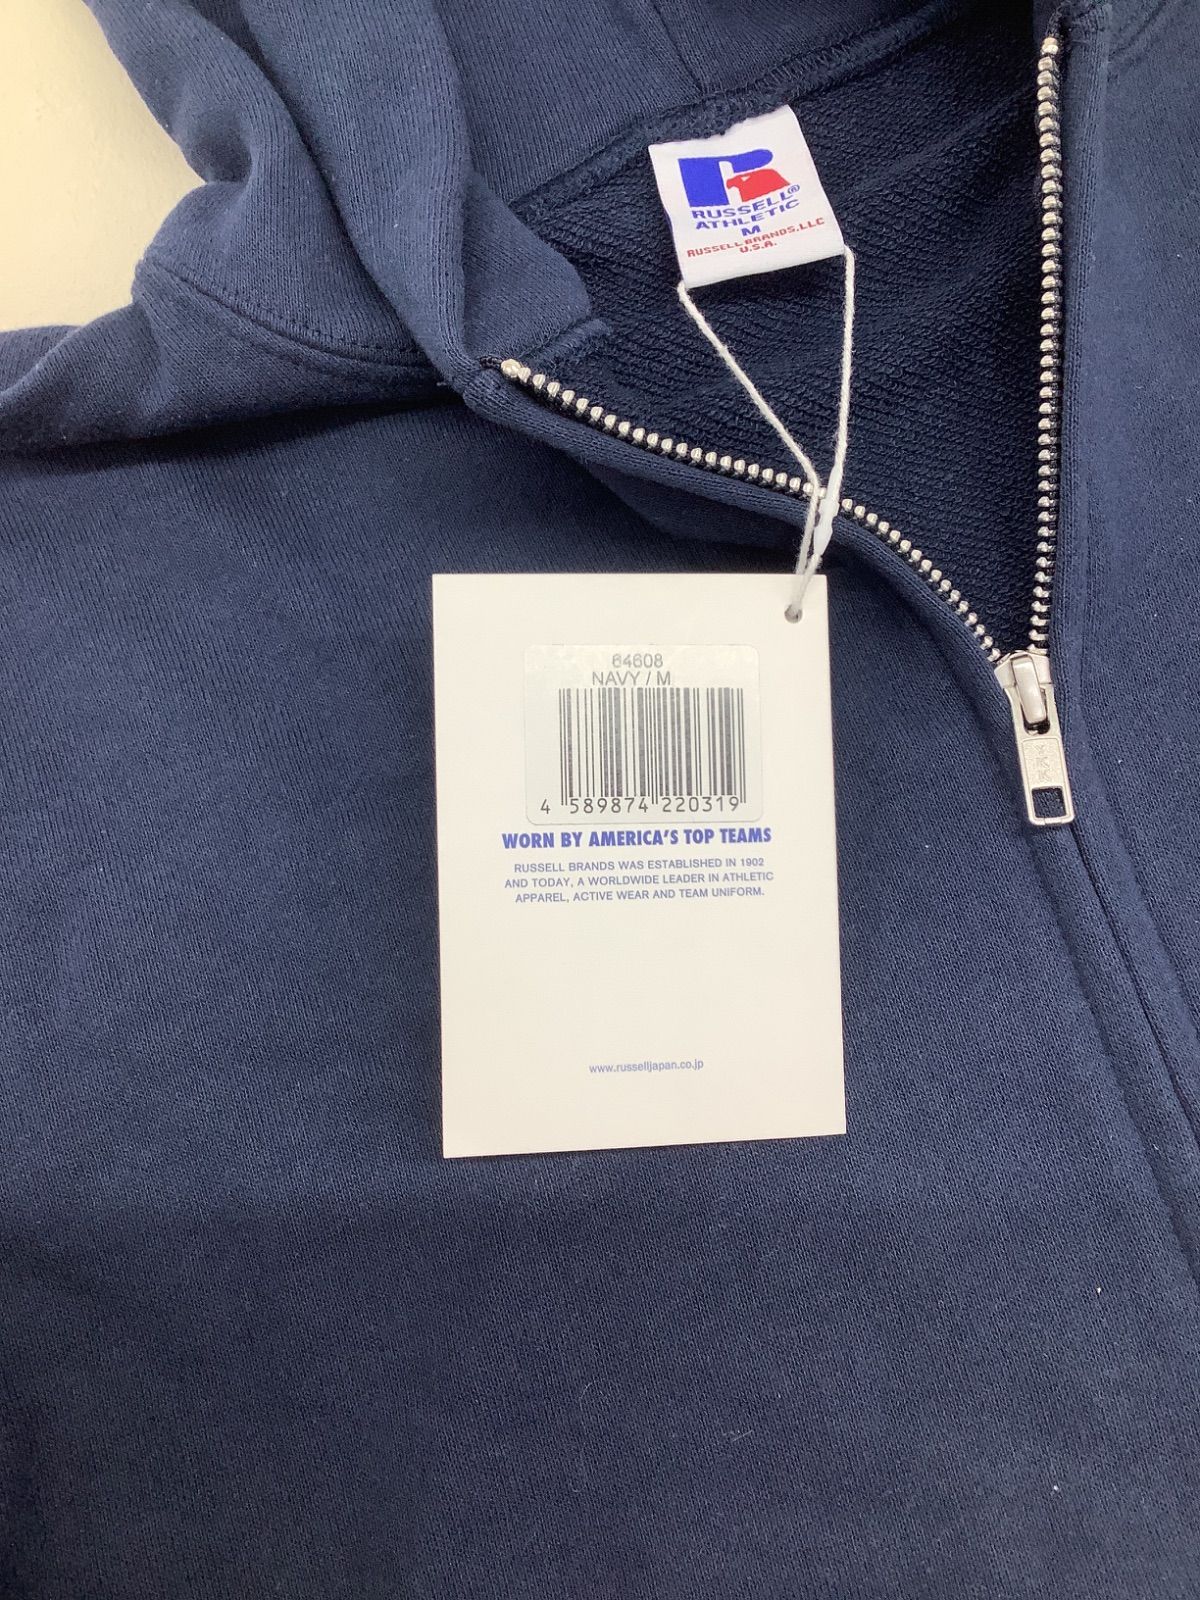 RUSSELL®
ATHLETIC
M
RUSSELL BRANDS, LLC
U.S.A.
64608
NAVY / M
4 589874 220319
WORN BY AMERICA'S TOP TEAMS
RUSSELL BRANDS WAS ESTABLISHED IN 1902
AND TODAY, A WORLDWIDE LEADER IN ATHLETIC
APPAREL, ACTIVE WEAR AND TEAM UNIFORM.
www.russelljapan.co.jp